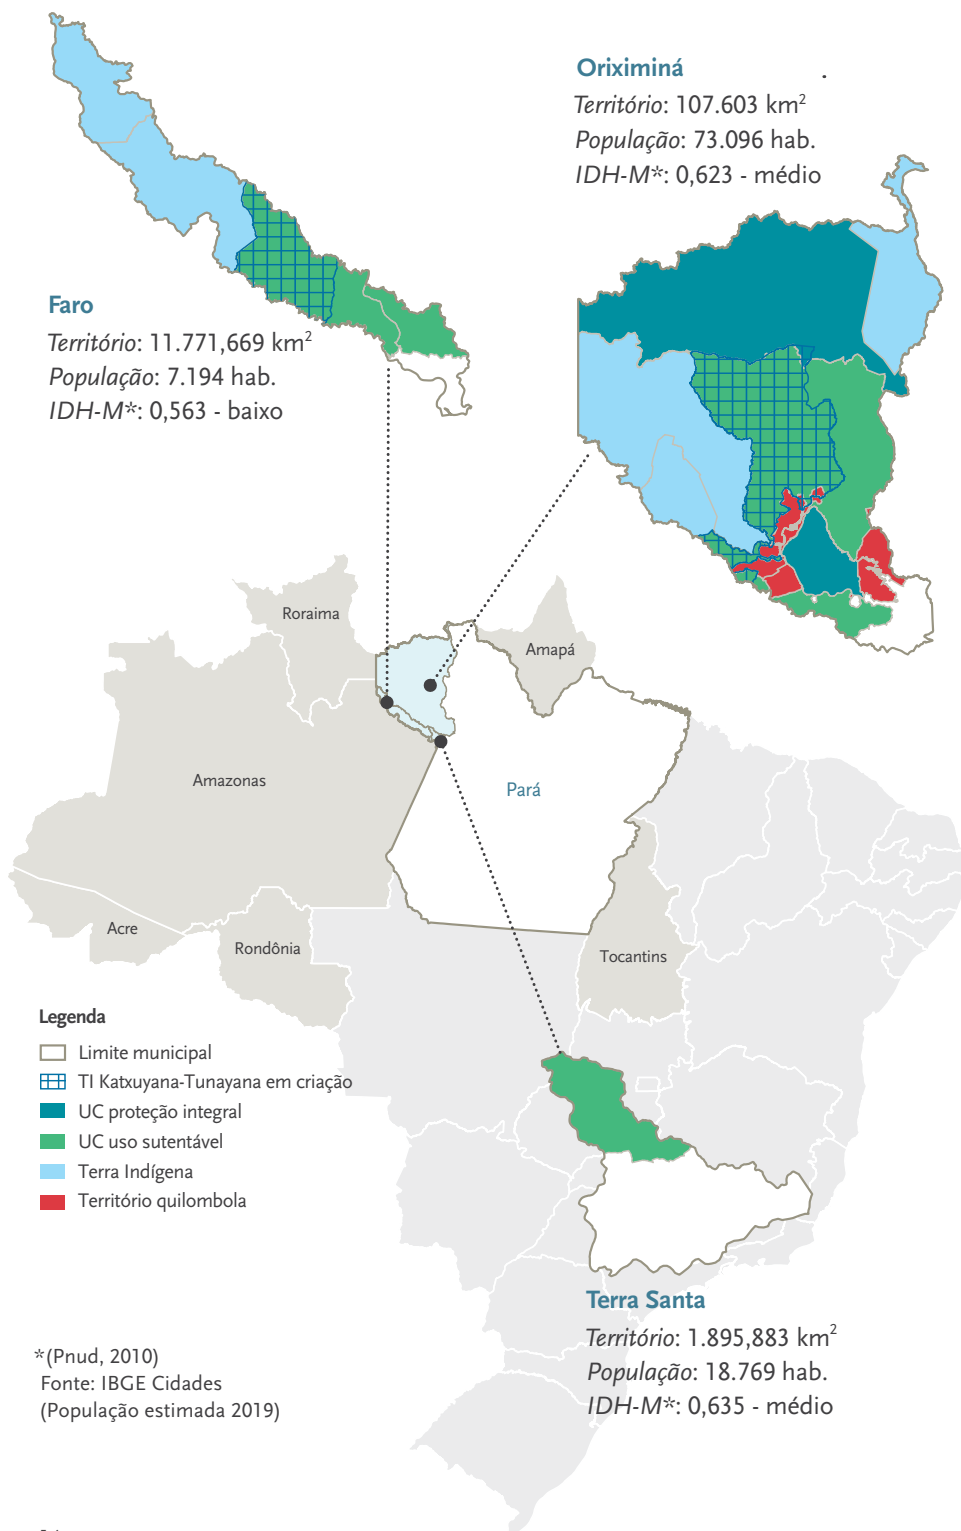 Oriximiná
Território: 107.603 km²
População: 73.096 hab.
IDH-M*: 0,623 - médio
Faro
Território: 11.771,669 km²
População: 7.194 hab.
IDH-M*: 0,563 - baixo
Roraima
Amapá
Amazonas
Pará
Acre
Rondônia
Tocantins
Legenda
Limite municipal
TI Katxuyana-Tunayana em criação
UC proteção integral
UC uso sutentável
Terra Indígena
Território quilombola
Terra Santa
Território: 1.895,883 km²
População: 18.769 hab.
IDH-M*: 0,635 - médio
*(Pnud, 2010)
Fonte: IBGE Cidades
(População estimada 2019)